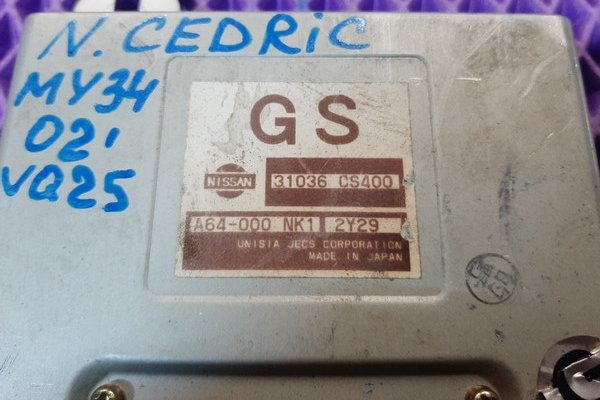 N. CEDRiC
MY34
02'
VQ25
GS
NISSAN
31036 CS400
A64-000 NK1 2Y29
UNISIA JECS CORPORATION
MADE IN JAPAN